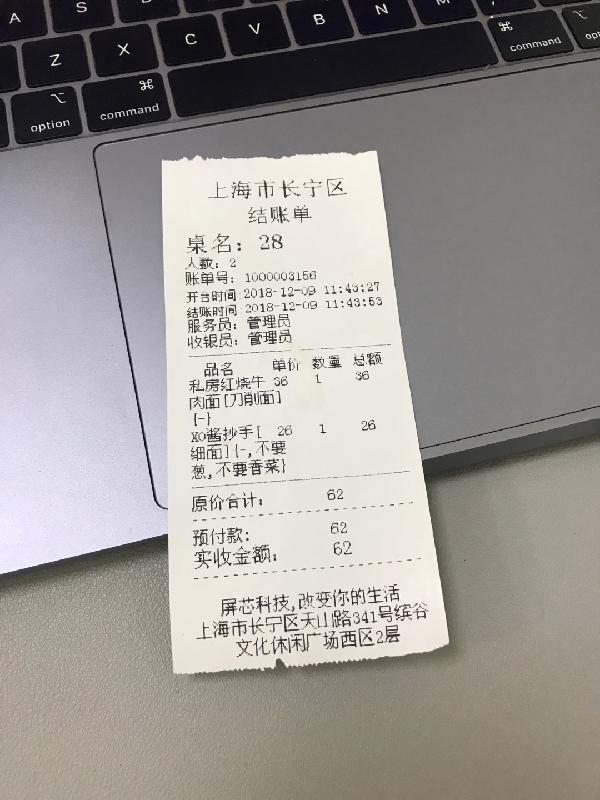 A S D F G H J
Z X C V B N M
option command command
上海市长宁区
结账单
桌名：28
人数：2
账单号：1000003156
开台时间:2018-12-09 11:43:27
结账时间:2018-12-09 11:43:53
服务员：管理员
收银员：管理员
品名 单价 数量 总额
私房红烧牛 36 1 36
肉面[刀削面]
{-}
XO酱抄手[ 26 1 26
细面]{-,不要
葱,不要香菜}
原价合计： 62
预付款: 62
实收金额： 62
屏芯科技,改变你的生活
上海市长宁区天山路341号缤谷
文化休闲广场西区2层